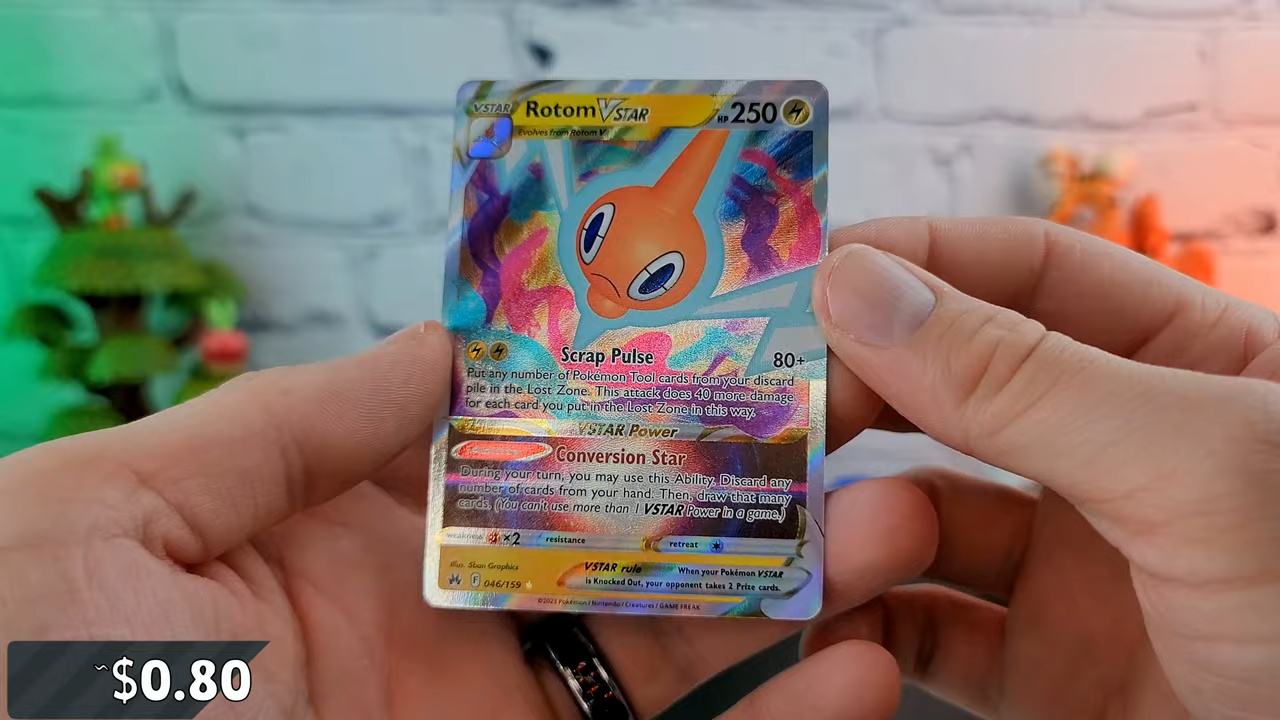 VSTAR Rotom VSTAR HP 250
Evolves from Rotom V
Scrap Pulse 80+
Put any number of Pokémon Tool cards from your discard
pile in the Lost Zone. This attack does 40 more damage
for each card you put in the Lost Zone in this way.
VSTAR Power
Conversion Star
During your turn, you may use this Ability. Discard any
number of cards from your hand. Then, draw that many
cards. (You can't use more than 1 VSTAR Power in a game.)
weakness ×2 resistance retreat
Illus. 5ban Graphics
F 046/159
VSTAR rule When your Pokémon VSTAR
is Knocked Out, your opponent takes 2 Prize cards.
©2023 Pokémon / Nintendo / Creatures / GAME FREAK
~$0.80